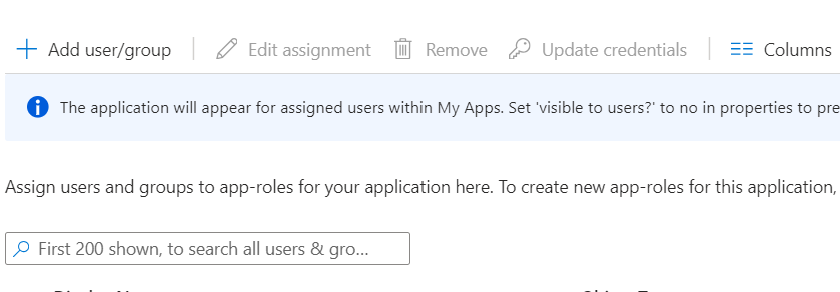 Add user/group Edit assignment Remove Update credentials Columns
The application will appear for assigned users within My Apps. Set 'visible to users?' to no in properties to pre
Assign users and groups to app-roles for your application here. To create new app-roles for this application,
First 200 shown, to search all users & gro...